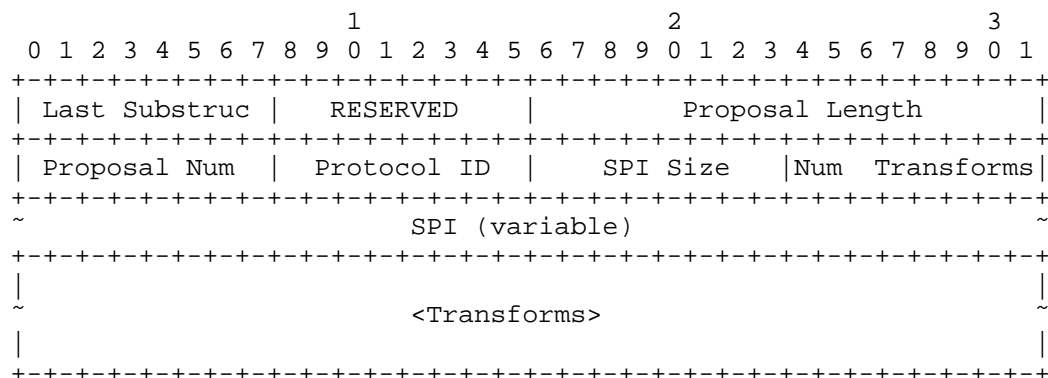 1                   2                   3
 0 1 2 3 4 5 6 7 8 9 0 1 2 3 4 5 6 7 8 9 0 1 2 3 4 5 6 7 8 9 0 1
+-+-+-+-+-+-+-+-+-+-+-+-+-+-+-+-+-+-+-+-+-+-+-+-+-+-+-+-+-+-+-+-+
| Last Substruc |   RESERVED    |         Proposal Length       |
+-+-+-+-+-+-+-+-+-+-+-+-+-+-+-+-+-+-+-+-+-+-+-+-+-+-+-+-+-+-+-+-+
| Proposal Num  |  Protocol ID  |    SPI Size   |Num  Transforms|
+-+-+-+-+-+-+-+-+-+-+-+-+-+-+-+-+-+-+-+-+-+-+-+-+-+-+-+-+-+-+-+-+
~                        SPI (variable)                         ~
+-+-+-+-+-+-+-+-+-+-+-+-+-+-+-+-+-+-+-+-+-+-+-+-+-+-+-+-+-+-+-+-+
|                                                               |
~                        <Transforms>                           ~
|                                                               |
+-+-+-+-+-+-+-+-+-+-+-+-+-+-+-+-+-+-+-+-+-+-+-+-+-+-+-+-+-+-+-+-+